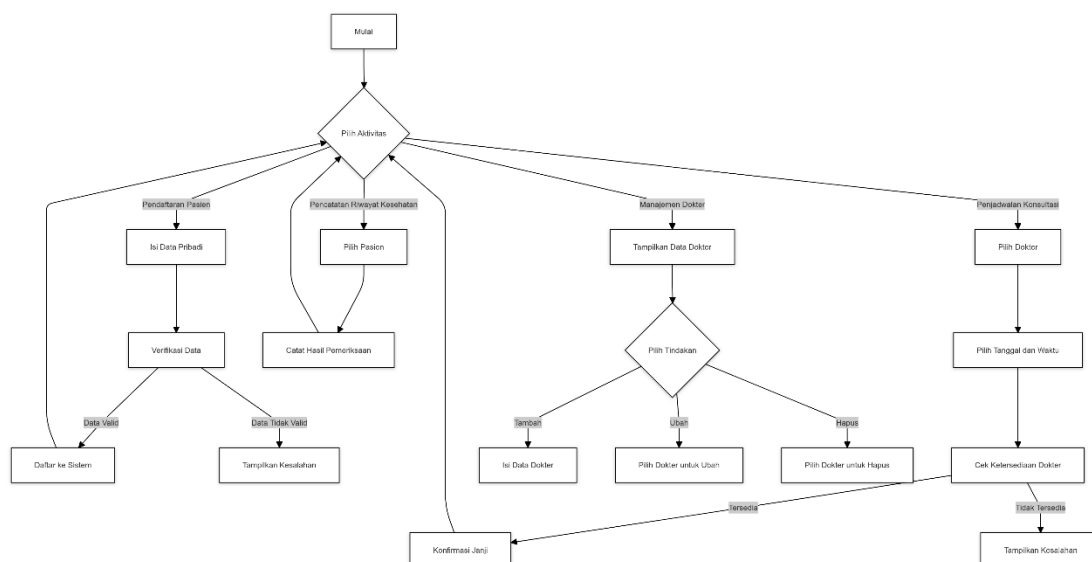 Mulai
Pilih Aktivitas
Pendaftaran Pasien
Pencatatan Riwayat Kesehatan
Manajemen Dokter
Penjadwalan Konsultasi
Isi Data Pribadi
Pilih Pasien
Tampilkan Data Dokter
Pilih Dokter
Verifikasi Data
Catat Hasil Pemeriksaan
Pilih Tindakan
Pilih Tanggal dan Waktu
Data Valid
Data Tidak Valid
Tambah
Ubah
Hapus
Daftar ke Sistem
Tampilkan Kesalahan
Isi Data Dokter
Pilih Dokter untuk Ubah
Pilih Dokter untuk Hapus
Cek Ketersediaan Dokter
Tersedia
Tidak Tersedia
Konfirmasi Janji
Tampilkan Kesalahan